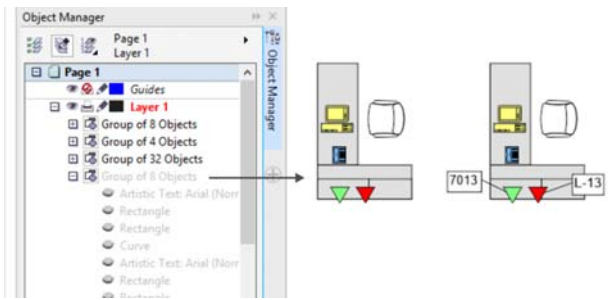 Object Manager
Page 1
Layer 1
Page 1
Guides
Layer 1
Group of 8 Objects
Group of 4 Objects
Group of 32 Objects
Group of 8 Objects
Artistic Text: Arial (Norr
Rectangle
Rectangle
Curve
Artistic Text: Arial (Norr
Rectangle
Rectangle
Object Manager
7013
L-13